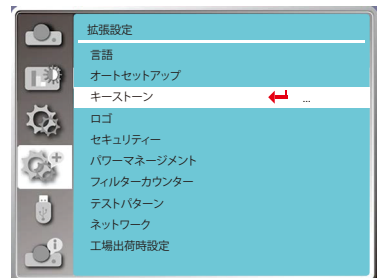 拡張設定
言語
オートセットアップ
キーストーン ...
ロゴ
セキュリティー
パワーマネージメント
フィルターカウンター
テストパターン
ネットワーク
工場出荷時設定